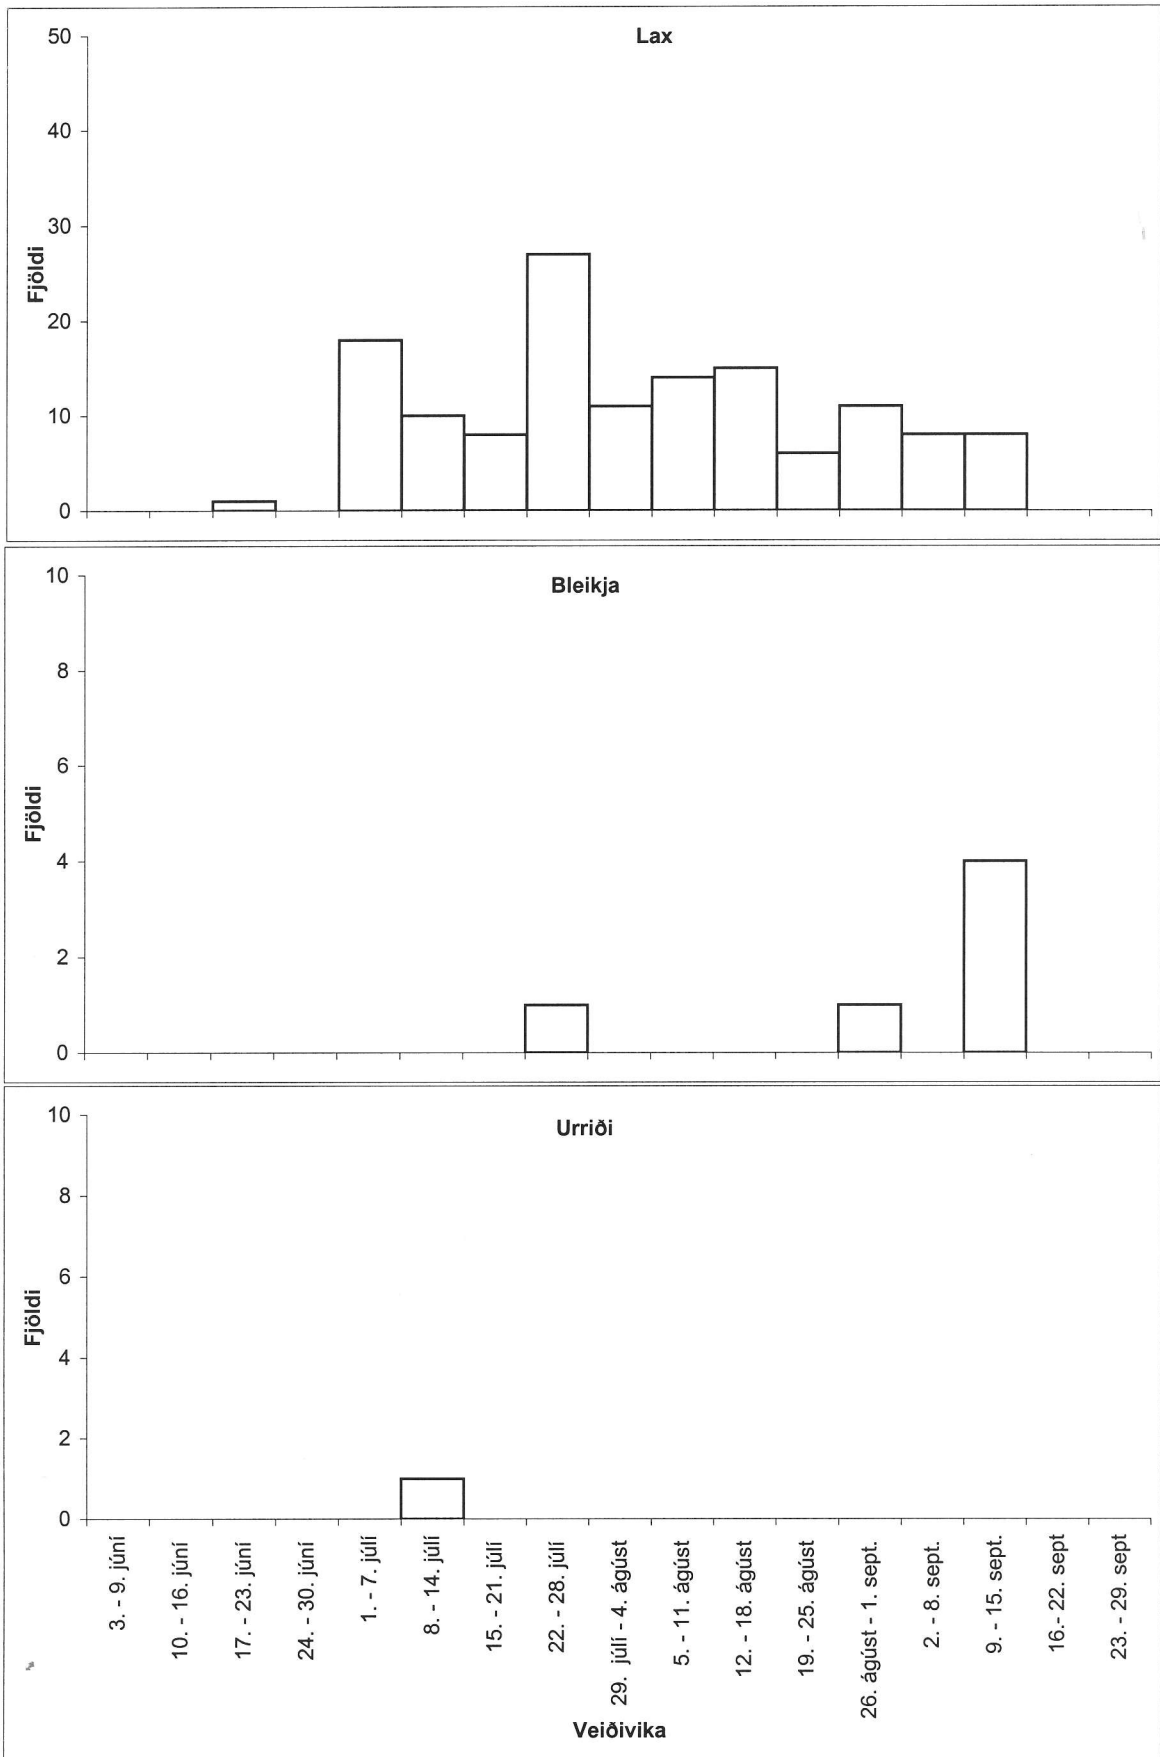 Lax
50
40
30
20
10
0
Fjöldi
Bleikja
10
8
6
4
2
0
Fjöldi
Urriði
10
8
6
4
2
0
Fjöldi
3. - 9. júní
10. - 16. júní
17. - 23. júní
24. - 30. júní
1. - 7. júlí
8. - 14. júlí
15. - 21. júlí
22. - 28. júlí
29. júlí - 4. ágúst
5. - 11. ágúst
12. - 18. ágúst
19. - 25. ágúst
26. ágúst - 1. sept.
2. - 8. sept.
9. - 15. sept.
16.- 22. sept
23. - 29. sept
Veiðivika